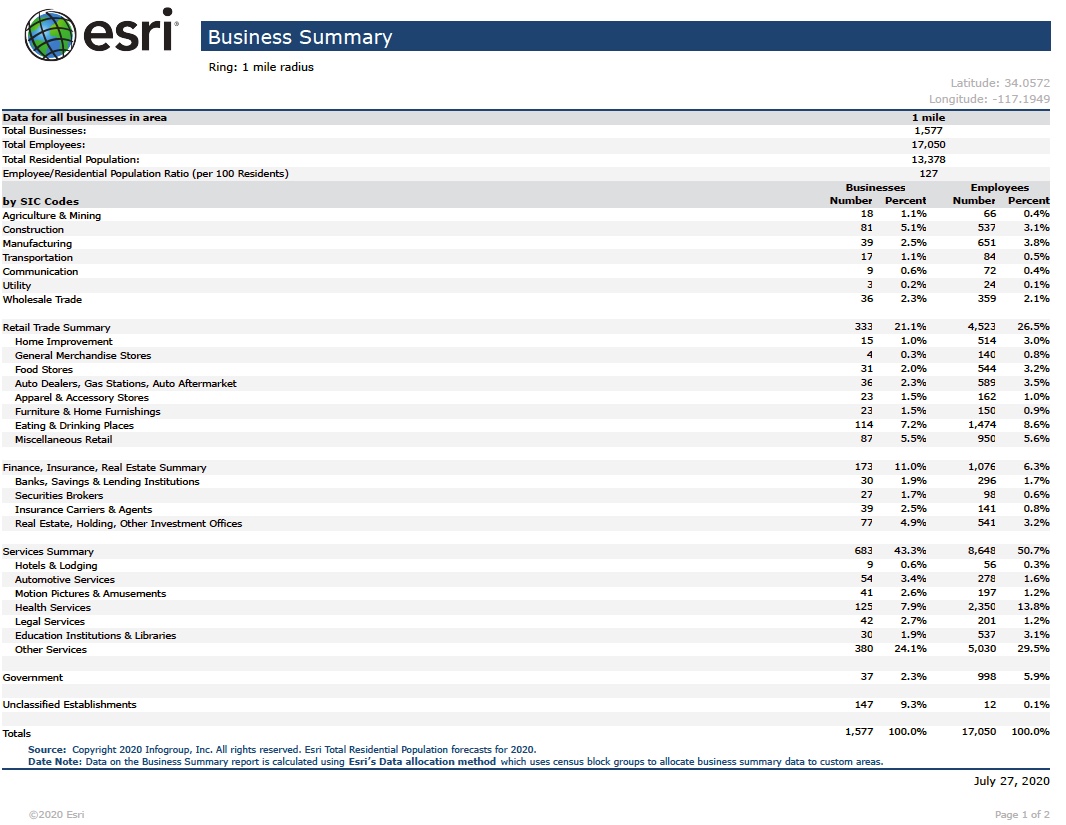 esri
Business Summary
Ring: 1 mile radius
Latitude: 34.0572
Longitude: -117.1949
Data for all businesses in area 1 mile
Total Businesses: 1,577
Total Employees: 17,050
Total Residential Population: 13,378
Employee/Residential Population Ratio (per 100 Residents) 127
Businesses Employees
by SIC Codes Number Percent Number Percent
Agriculture & Mining 18 1.1% 66 0.4%
Construction 81 5.1% 537 3.1%
Manufacturing 39 2.5% 651 3.8%
Transportation 17 1.1% 84 0.5%
Communication 9 0.6% 72 0.4%
Utility 3 0.2% 24 0.1%
Wholesale Trade 36 2.3% 359 2.1%
Retail Trade Summary 333 21.1% 4,523 26.5%
Home Improvement 15 1.0% 514 3.0%
General Merchandise Stores 4 0.3% 140 0.8%
Food Stores 31 2.0% 544 3.2%
Auto Dealers, Gas Stations, Auto Aftermarket 36 2.3% 589 3.5%
Apparel & Accessory Stores 23 1.5% 162 1.0%
Furniture & Home Furnishings 23 1.5% 150 0.9%
Eating & Drinking Places 114 7.2% 1,474 8.6%
Miscellaneous Retail 87 5.5% 950 5.6%
Finance, Insurance, Real Estate Summary 173 11.0% 1,076 6.3%
Banks, Savings & Lending Institutions 30 1.9% 296 1.7%
Securities Brokers 27 1.7% 98 0.6%
Insurance Carriers & Agents 39 2.5% 141 0.8%
Real Estate, Holding, Other Investment Offices 77 4.9% 541 3.2%
Services Summary 683 43.3% 8,648 50.7%
Hotels & Lodging 9 0.6% 56 0.3%
Automotive Services 54 3.4% 278 1.6%
Motion Pictures & Amusements 41 2.6% 197 1.2%
Health Services 125 7.9% 2,350 13.8%
Legal Services 42 2.7% 201 1.2%
Education Institutions & Libraries 30 1.9% 537 3.1%
Other Services 380 24.1% 5,030 29.5%
Government 37 2.3% 998 5.9%
Unclassified Establishments 147 9.3% 12 0.1%
Totals 1,577 100.0% 17,050 100.0%
Source: Copyright 2020 Infogroup, Inc. All rights reserved. Esri Total Residential Population forecasts for 2020.
Date Note: Data on the Business Summary report is calculated using Esri's Data allocation method which uses census block groups to allocate business summary data to custom areas.
July 27, 2020
©2020 Esri Page 1 of 2